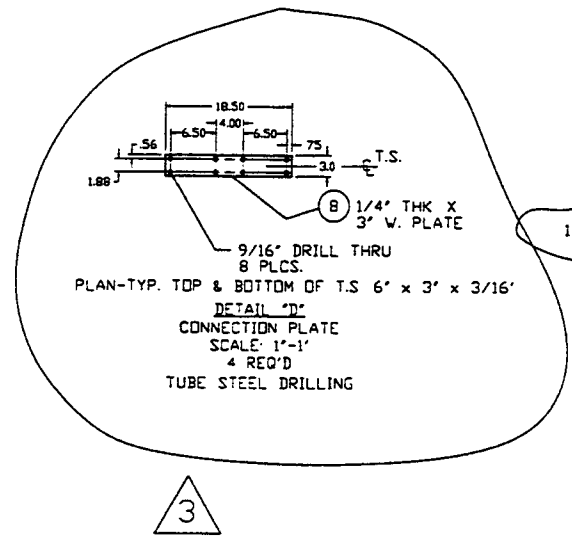 18.50
4.00
6.50 6.50
.56 .75
T.S.
3.0 ℄
1.88
8 1/4" THK X
3" W. PLATE
1
9/16" DRILL THRU
8 PLCS.
PLAN-TYP. TOP & BOTTOM OF T.S 6" x 3" x 3/16"
DETAIL "D"
CONNECTION PLATE
SCALE: 1"-1'
4 REQ'D
TUBE STEEL DRILLING
3